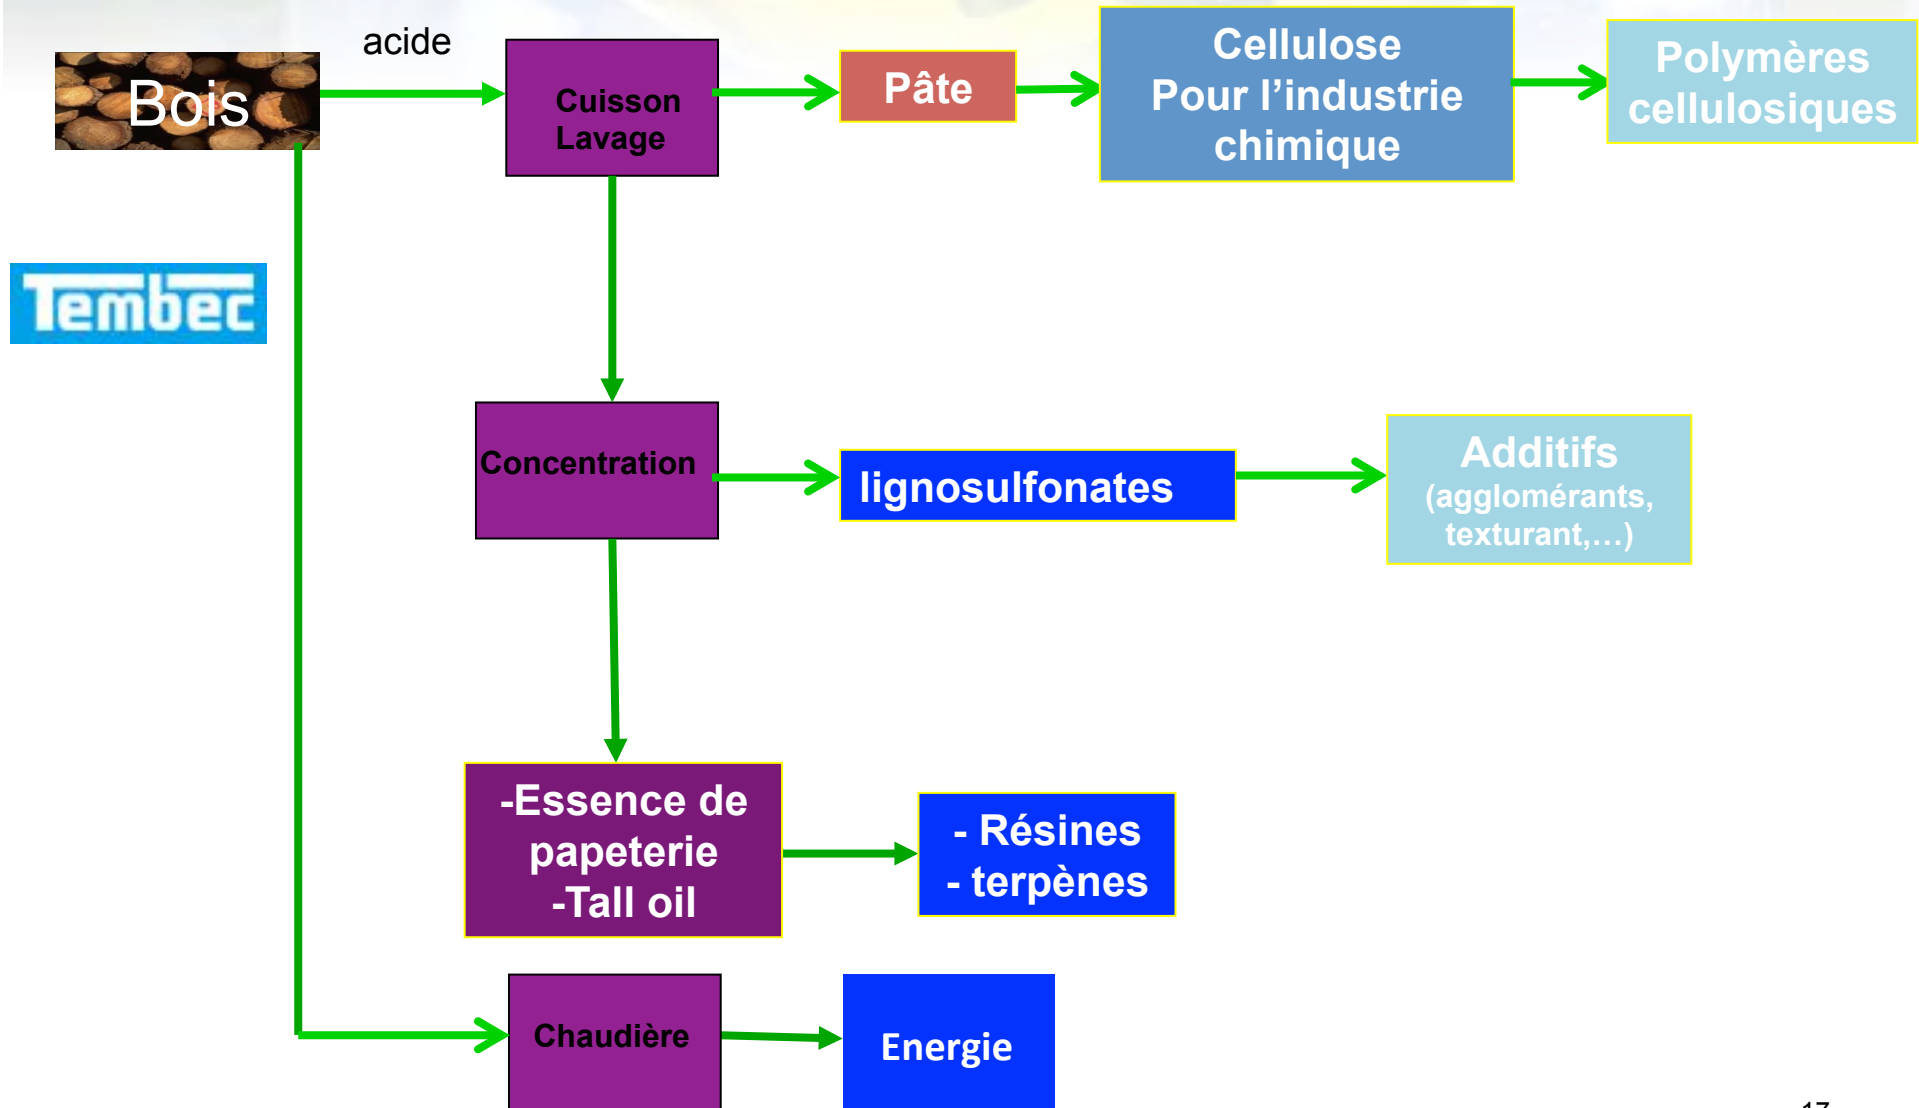 acide
Bois
Cuisson
Lavage
Pâte
Cellulose
Pour l’industrie
chimique
Polymères
cellulosiques
Tembec
Concentration
lignosulfonates
Additifs
(agglomérants,
texturant,…)
-Essence de
papeterie
-Tall oil
- Résines
- terpènes
Chaudière
Energie
17